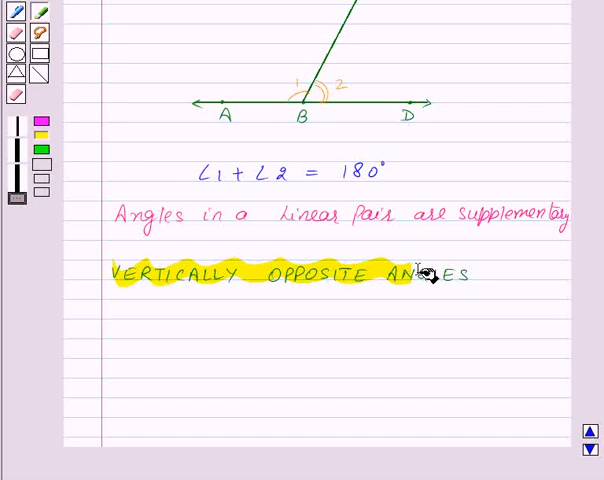 1 2
A B D
∠1 + ∠2 = 180°
Angles in a Linear Pair are supplementary
VERTICALLY OPPOSITE ANGLES